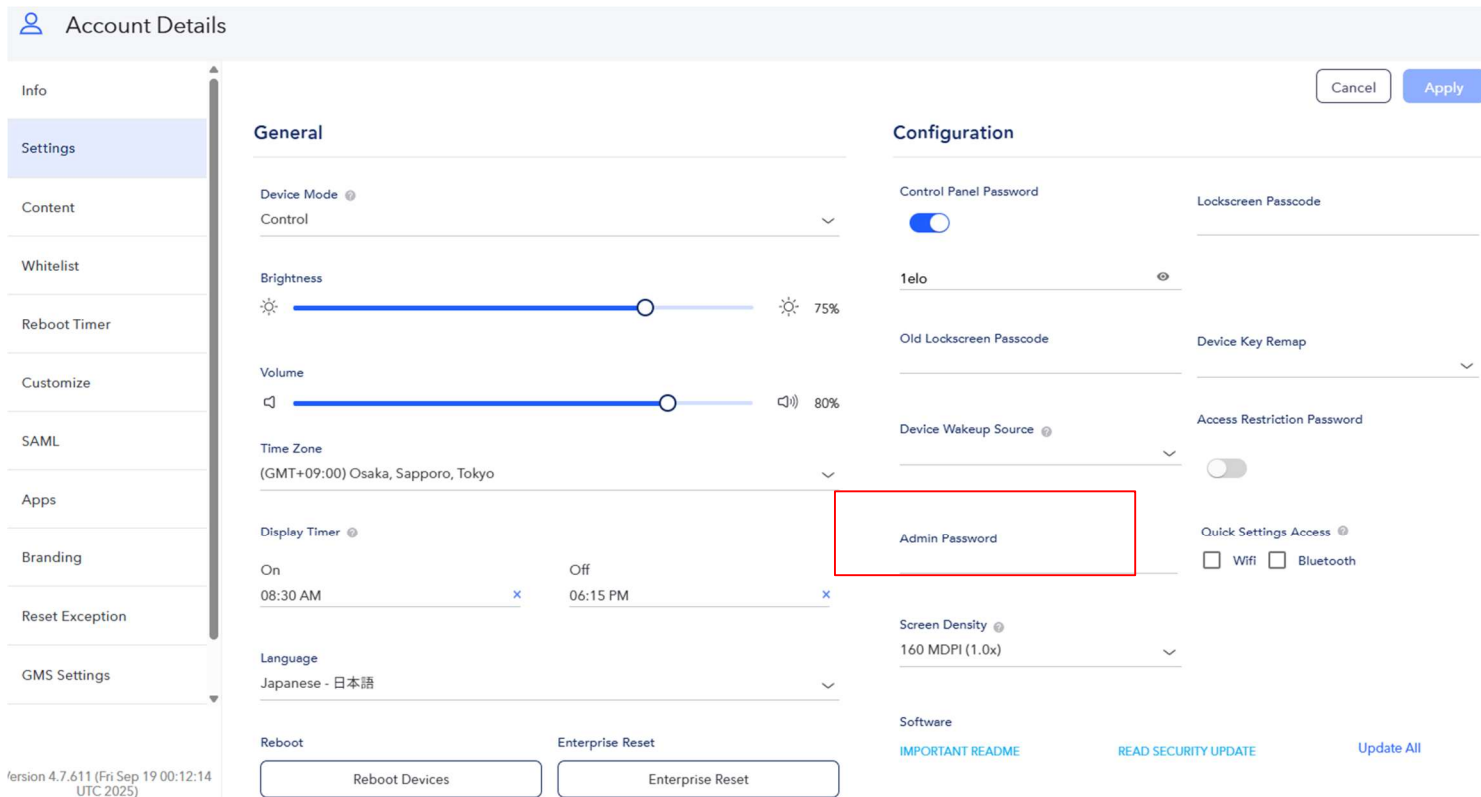 Account Details
Info
Settings
Content
Whitelist
Reboot Timer
Customize
SAML
Apps
Branding
Reset Exception
GMS Settings
Version 4.7.611 (Fri Sep 19 00:12:14
UTC 2025)
Cancel Apply
General
Device Mode
Control
Brightness
75%
Volume
80%
Time Zone
(GMT+09:00) Osaka, Sapporo, Tokyo
Display Timer
On Off
08:30 AM 06:15 PM
Language
Japanese - 日本語
Reboot Enterprise Reset
Reboot Devices Enterprise Reset
Configuration
Control Panel Password
Lockscreen Passcode
1elo
Old Lockscreen Passcode
Device Key Remap
Device Wakeup Source
Access Restriction Password
Admin Password
Quick Settings Access
Wifi Bluetooth
Screen Density
160 MDPI (1.0x)
Software
IMPORTANT README READ SECURITY UPDATE Update All